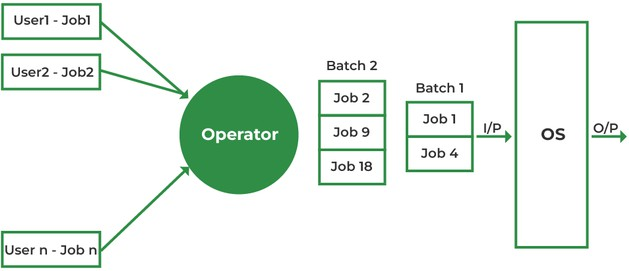 User1 - Job1
User2 - Job2
User n - Job n
Operator
Batch 2
Job 2
Job 9
Job 18
Batch 1
Job 1
Job 4
I/P
OS
O/P